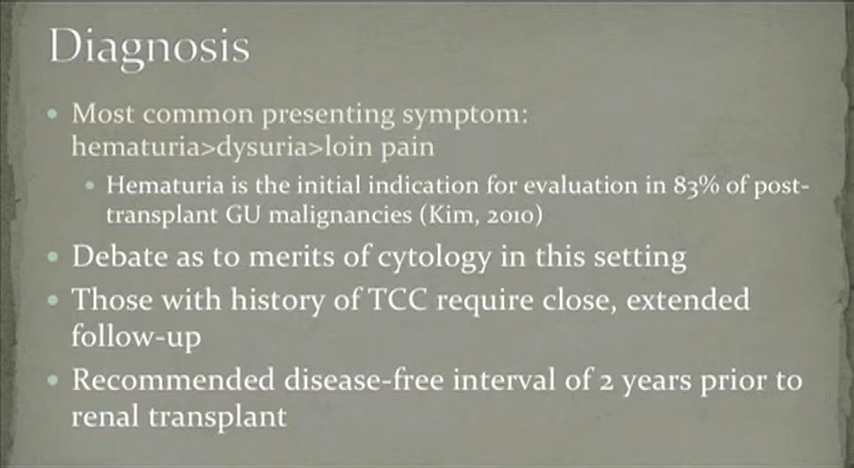 Diagnosis
Most common presenting symptom:
hematuria>dysuria>loin pain
Hematuria is the initial indication for evaluation in 83% of post-
transplant GU malignancies (Kim, 2010)
Debate as to merits of cytology in this setting
Those with history of TCC require close, extended
follow-up
Recommended disease-free interval of 2 years prior to
renal transplant